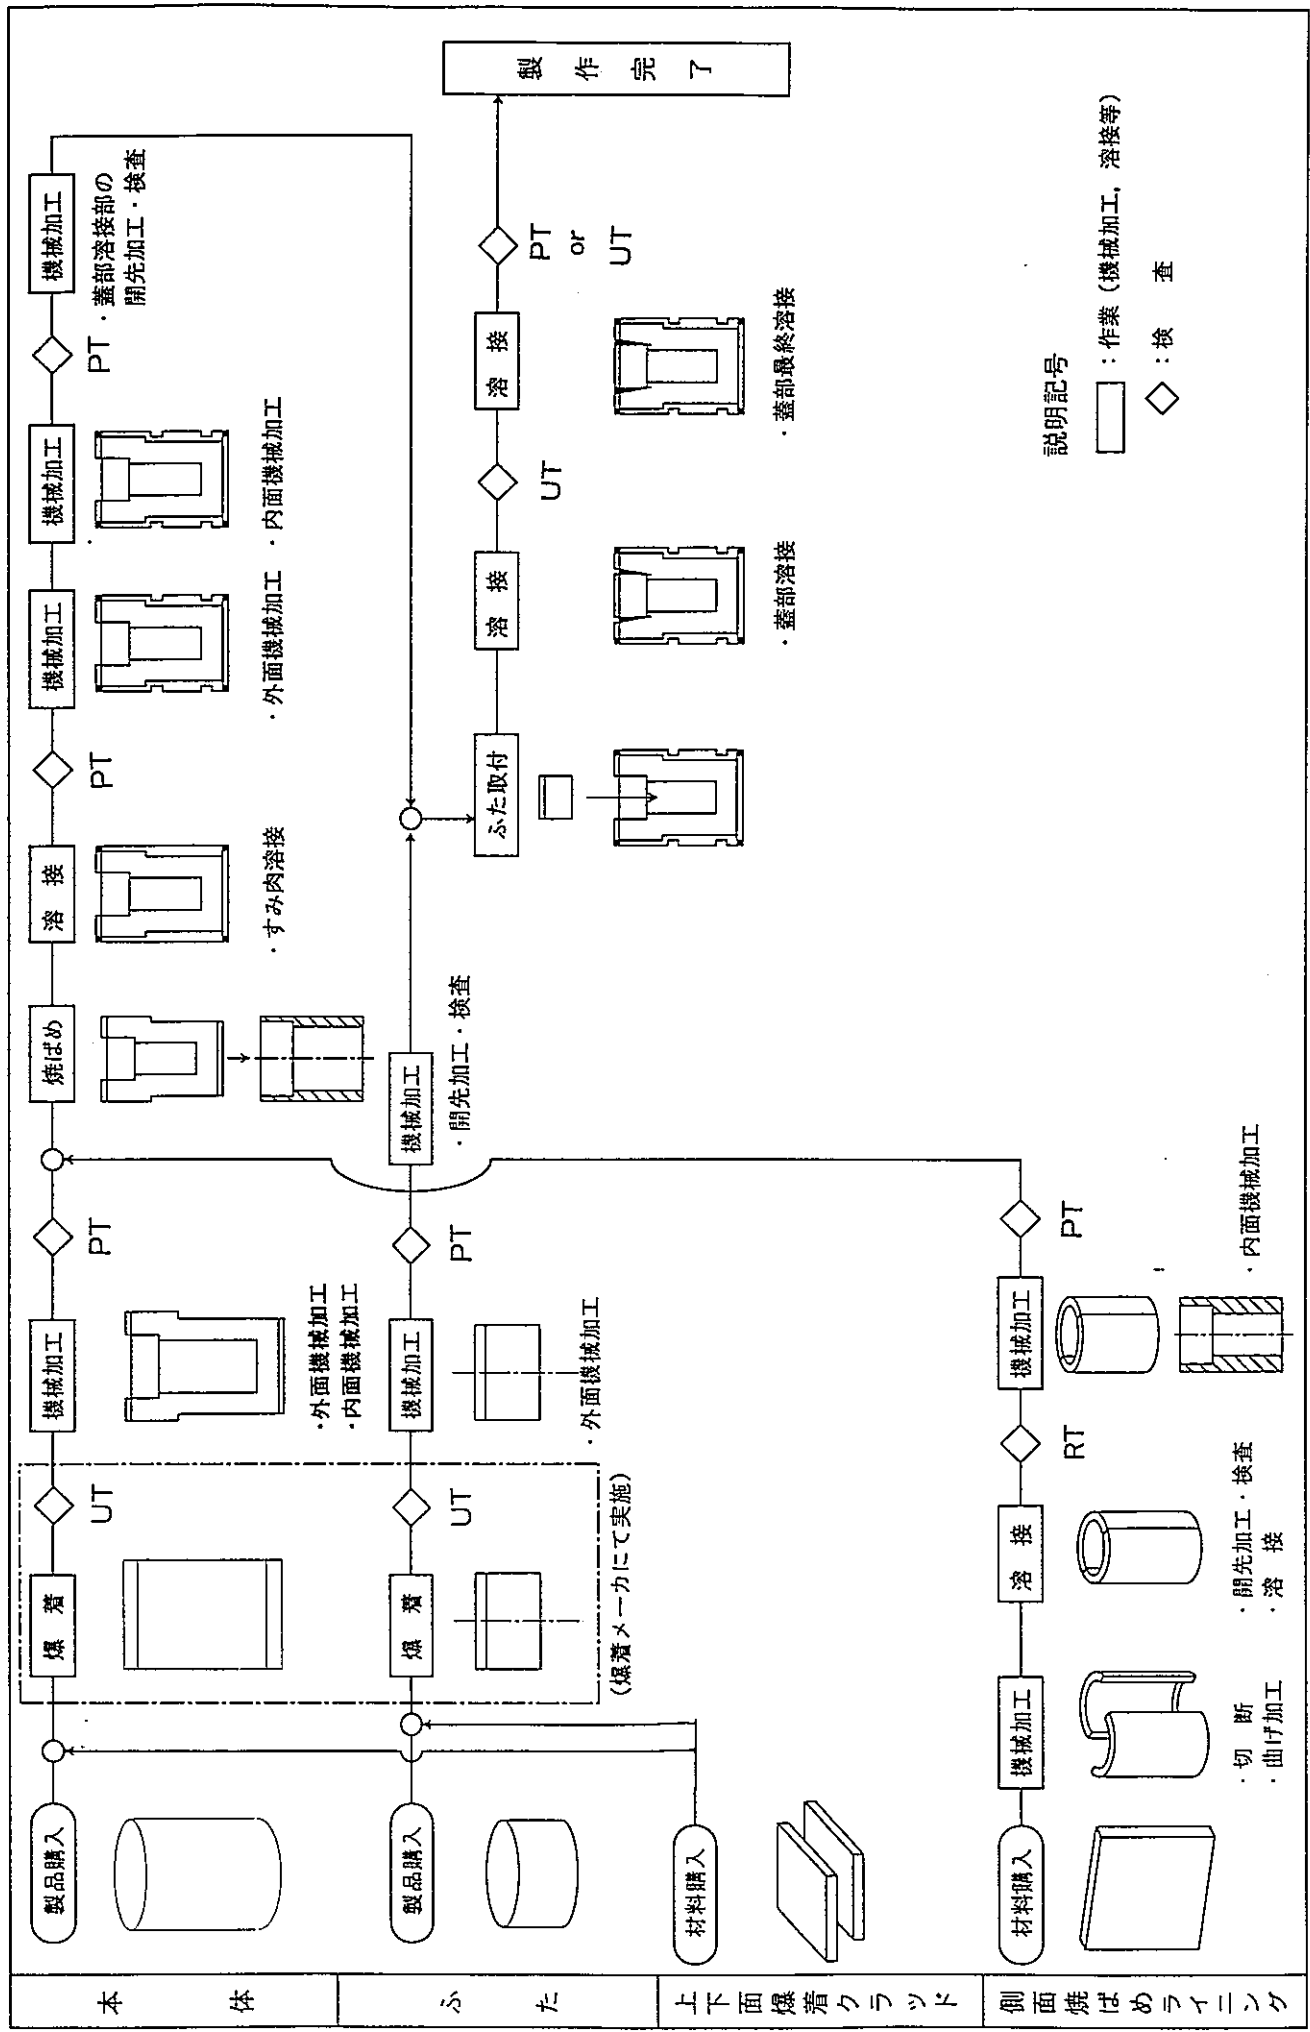 本体
製品購入
爆着
UT
機械加工
・外面機械加工
・内面機械加工
PT
焼ばめ
溶接
・すみ肉溶接
PT
機械加工
・外面機械加工
機械加工
・内面機械加工
PT
機械加工
・蓋部溶接部の
開先加工・検査
ふた
製品購入
爆着
UT
(爆着メーカにて実施)
機械加工
・外面機械加工
PT
機械加工
・開先加工・検査
ふた取付
溶接
・蓋部溶接
UT
溶接
・蓋部最終溶接
PT
or
UT
製作完了
上下面爆着クラッド
材料購入
側面焼ばめライニング
材料購入
機械加工
・切断
・曲げ加工
溶接
・開先加工・検査
・溶接
RT
機械加工
・内面機械加工
PT
説明記号
：作業（機械加工，溶接等）
：検査